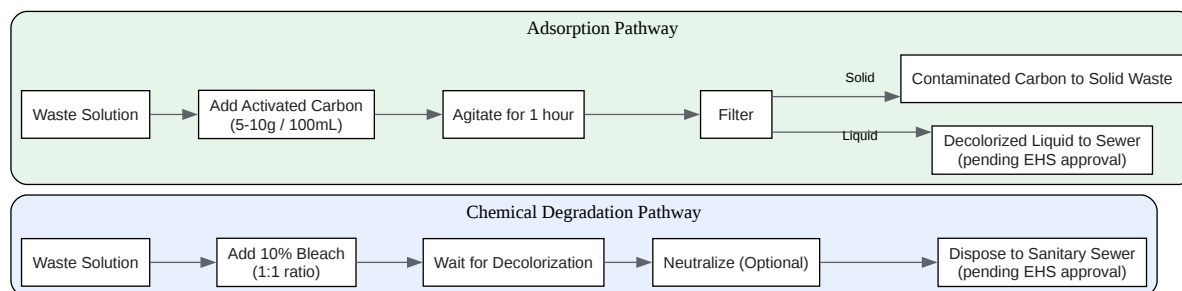 Adsorption Pathway
Waste Solution
Add Activated Carbon
(5-10g / 100mL)
Agitate for 1 hour
Filter
Solid
Contaminated Carbon to Solid Waste
Liquid
Decolorized Liquid to Sewer
(pending EHS approval)
Chemical Degradation Pathway
Waste Solution
Add 10% Bleach
(1:1 ratio)
Wait for Decolorization
Neutralize (Optional)
Dispose to Sanitary Sewer
(pending EHS approval)